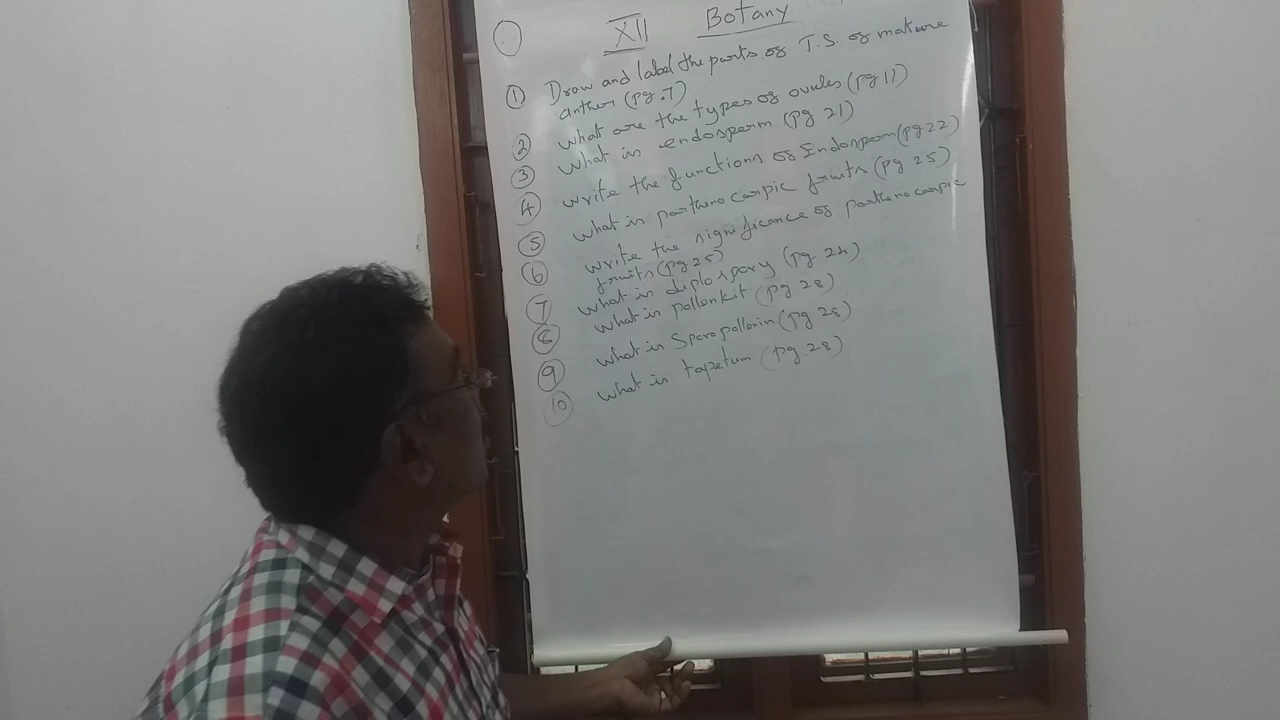 XII Botany
① Draw and label the parts of T.S. of mature
anther (pg.7)
② What are the types of ovules (pg 11)
③ What is endosperm (pg 21)
④ Write the functions of Endosperm (pg 22)
⑤ What is parthenocarpic fruits (pg 25)
⑥ Write the significance of parthenocarpic
fruits (pg 25)
⑦ What is diplospory (pg 24)
⑧ What is pollenkit (pg 28)
⑨ What is Sporopollenin (pg 28)
⑩ What is tapetum (pg.28)